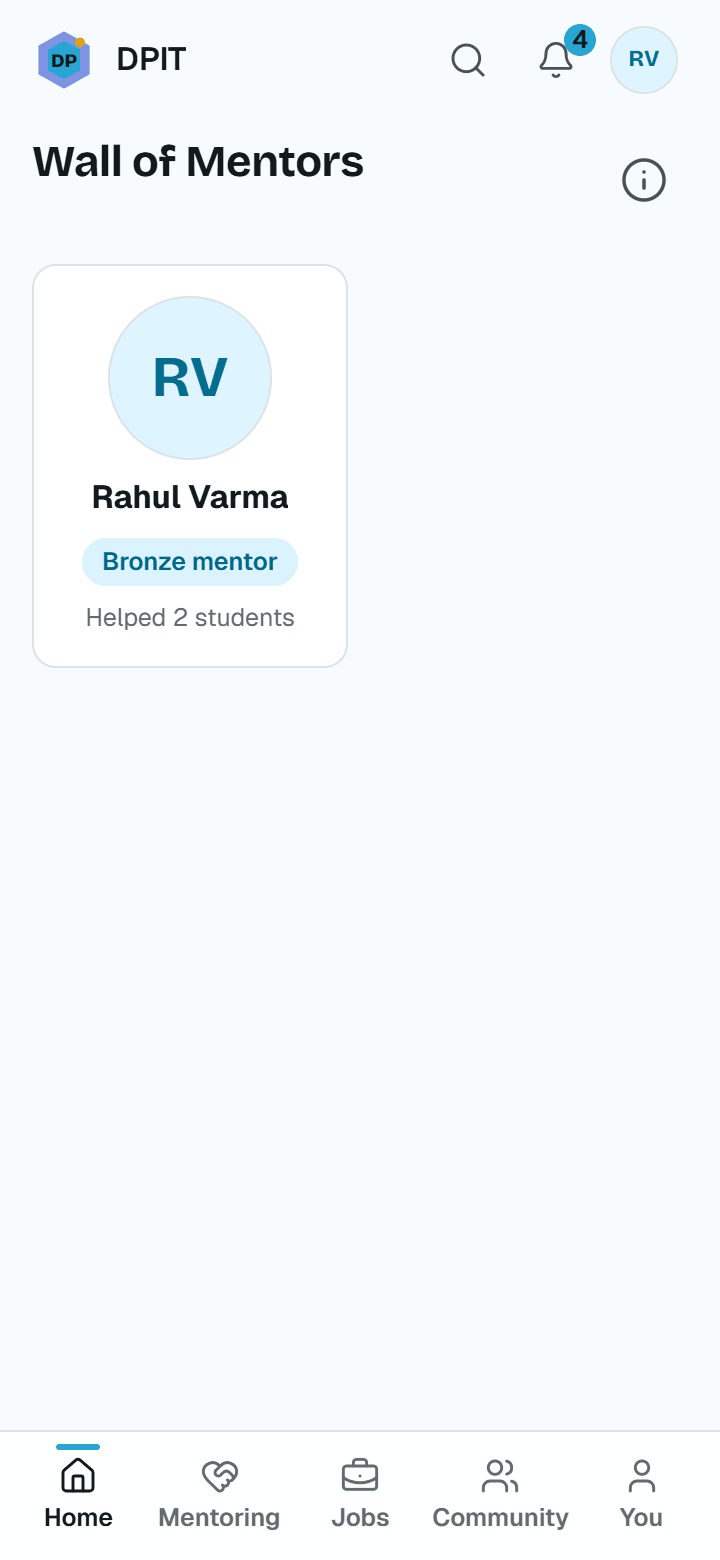 DP DPIT 4 RV
Wall of Mentors
RV
Rahul Varma
Bronze mentor
Helped 2 students
Home Mentoring Jobs Community You